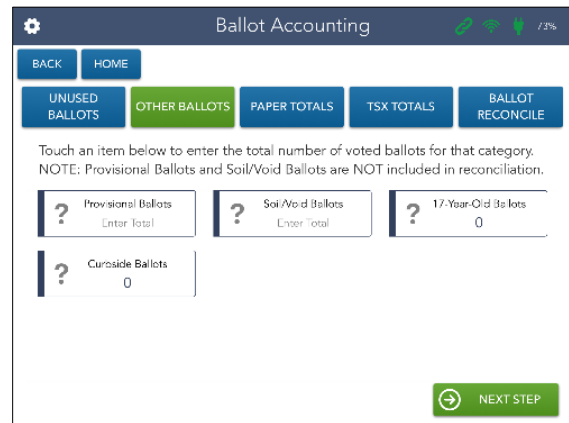 Ballot Accounting
73%
BACK
HOME
UNUSED
BALLOTS
OTHER BALLOTS
PAPER TOTALS
TSX TOTALS
BALLOT
RECONCILE
Touch an item below to enter the total number of voted ballots for that category.
NOTE: Provisional Ballots and Soil/Void Ballots are NOT included in reconciliation.
? Provisional Ballots
Enter Total
? Soil/Void Ballots
Enter Total
? 17-Year-Old Ballots
0
? Curbside Ballots
0
NEXT STEP